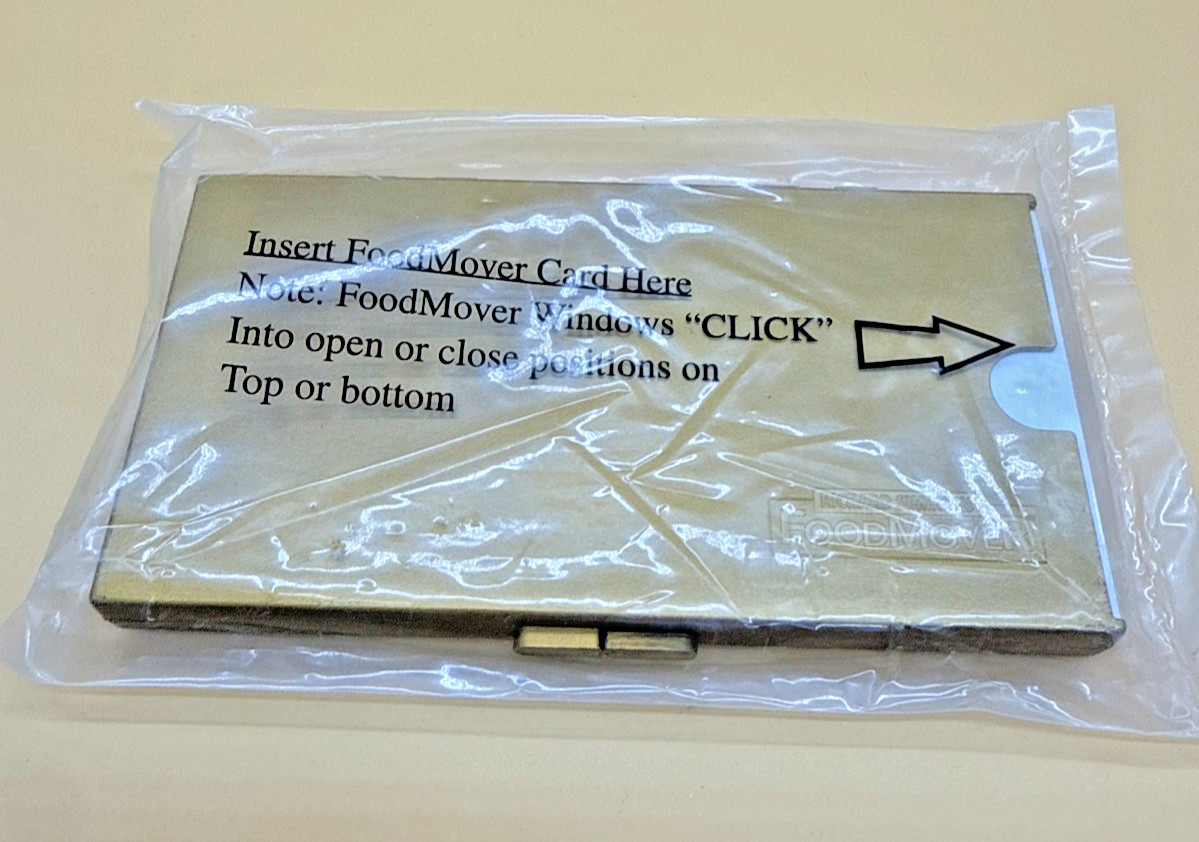 Insert FoodMover Card Here
Note: FoodMover Windows “CLICK”
Into open or close positions on
Top or bottom
FOODMOVER